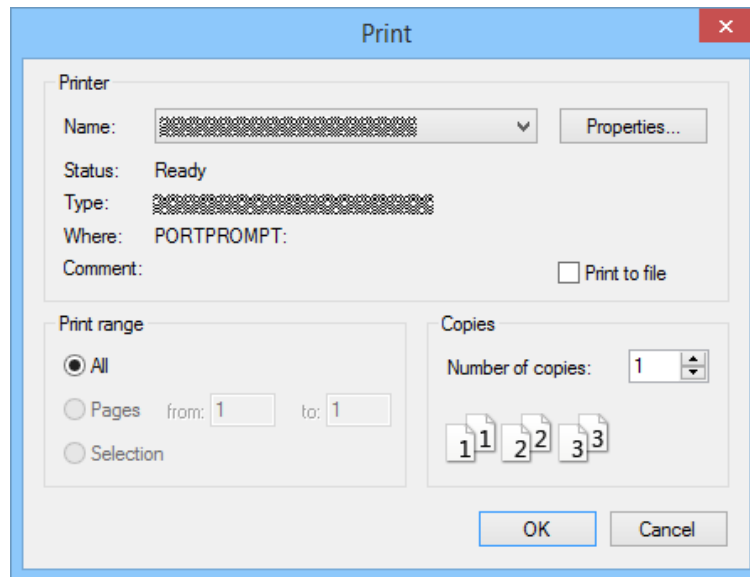 Print
Printer
Name:
Properties...
Status: Ready
Type:
Where: PORTPROMPT:
Comment:
Print to file
Print range
All
Pages from: 1 to: 1
Selection
Copies
Number of copies: 1
1 1 2 2 3 3
OK Cancel